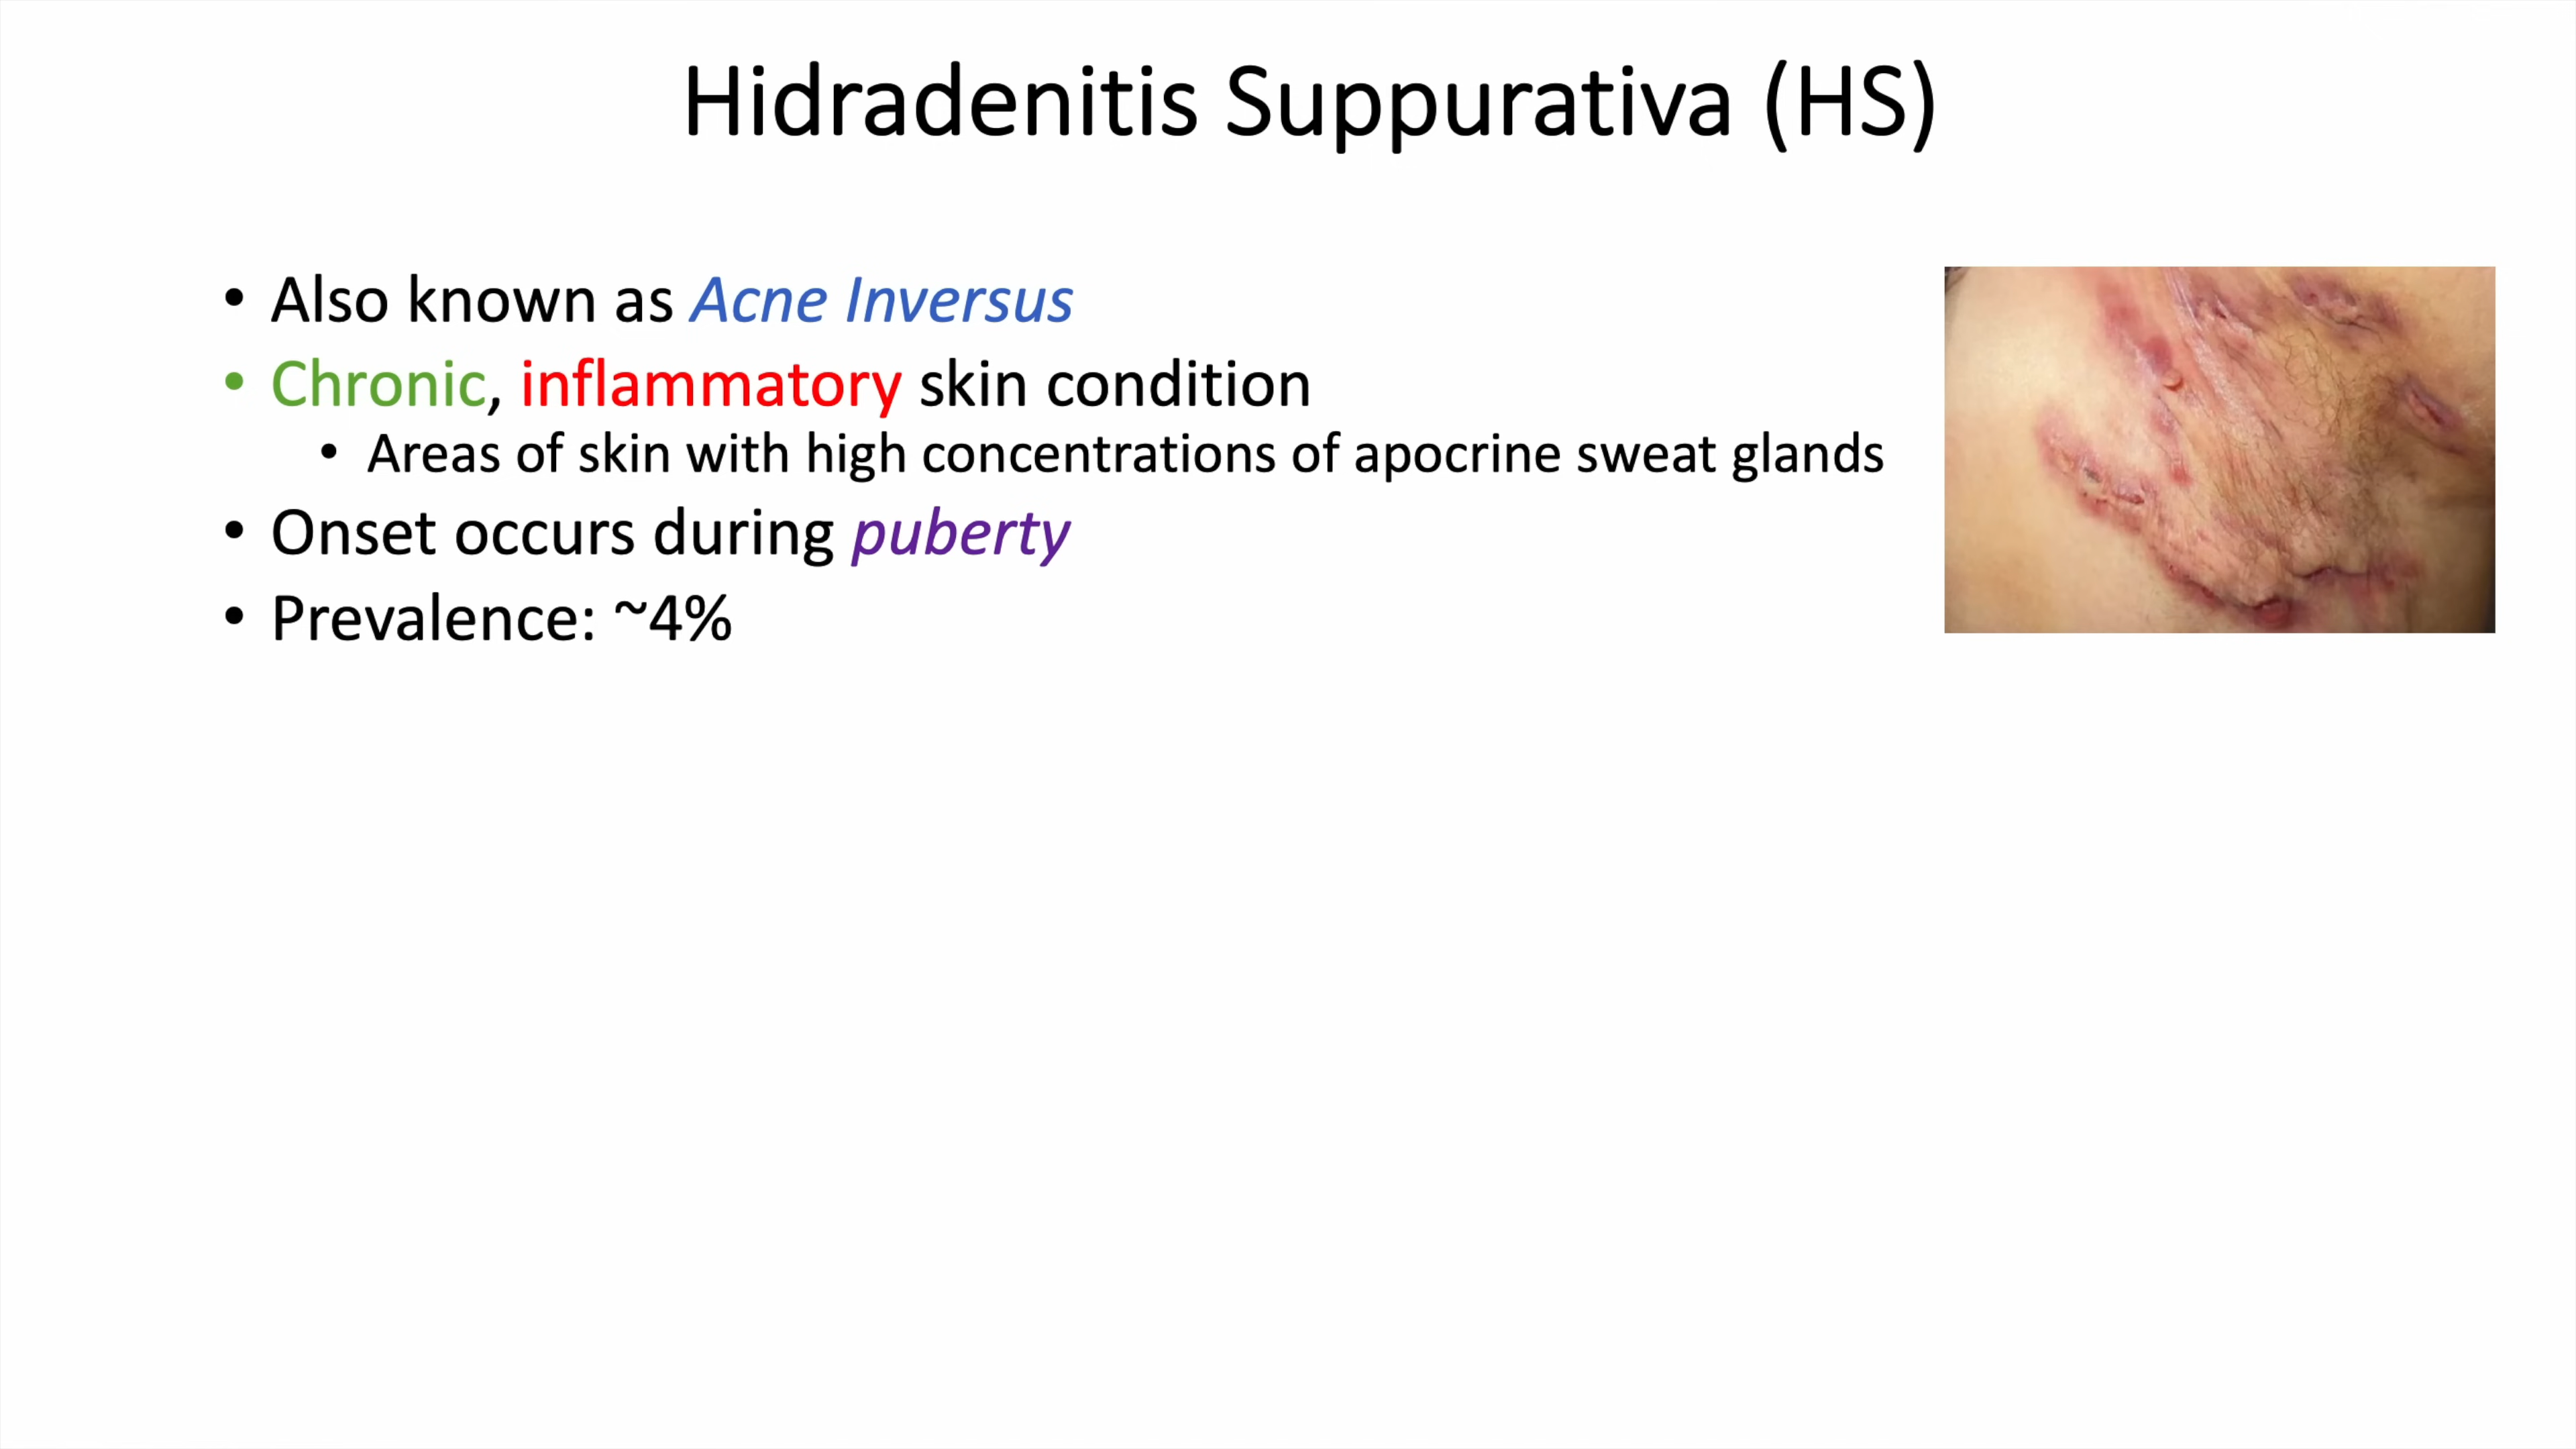 Hidradenitis Suppurativa (HS)
• Also known as Acne Inversus
• Chronic, inflammatory skin condition
• Areas of skin with high concentrations of apocrine sweat glands
• Onset occurs during puberty
• Prevalence: ~4%